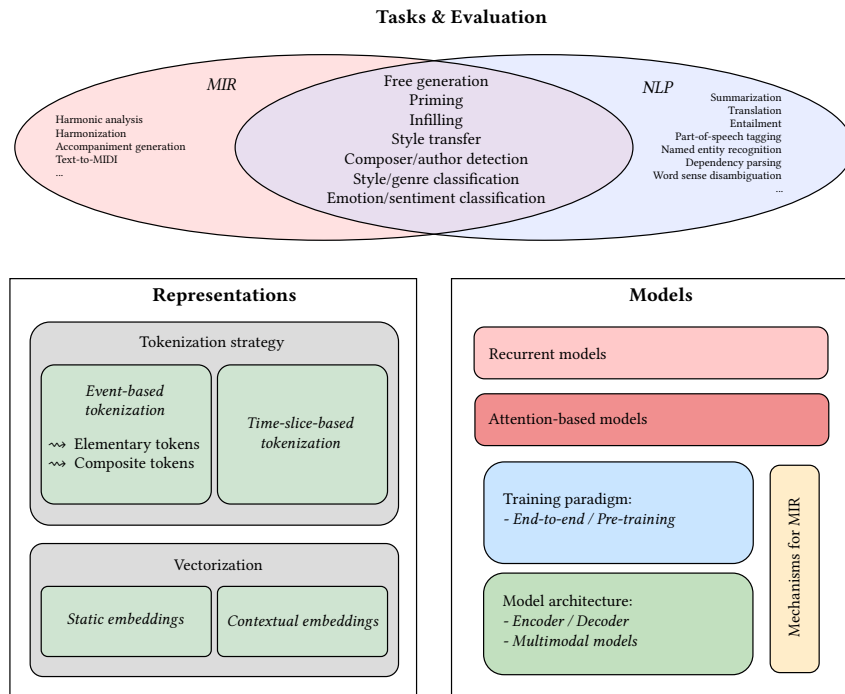 Tasks & Evaluation
MIR
Harmonic analysis
Harmonization
Accompaniment generation
Text-to-MIDI
...
Free generation
Priming
Infilling
Style transfer
Composer/author detection
Style/genre classification
Emotion/sentiment classification
NLP
Summarization
Translation
Entailment
Part-of-speech tagging
Named entity recognition
Dependency parsing
Word sense disambiguation
...
Representations
Tokenization strategy
Event-based
tokenization
⇝ Elementary tokens
⇝ Composite tokens
Time-slice-based
tokenization
Vectorization
Static embeddings
Contextual embeddings
Models
Recurrent models
Attention-based models
Training paradigm:
- End-to-end / Pre-training
Model architecture:
- Encoder / Decoder
- Multimodal models
Mechanisms for MIR